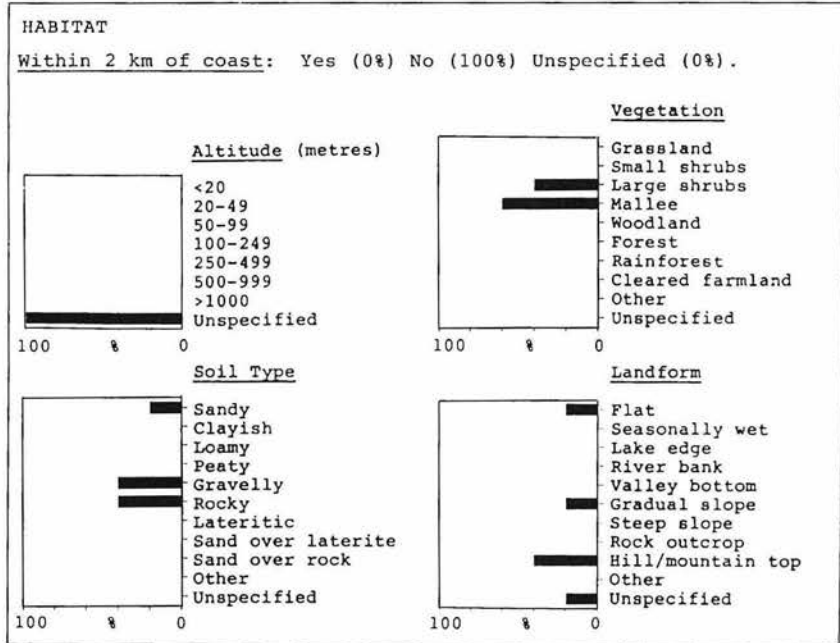 HABITAT
Within 2 km of coast: Yes (0%) No (100%) Unspecified (0%).
Altitude (metres)
<20
20-49
50-99
100-249
250-499
500-999
>1000
Unspecified
100 % 0
Vegetation
Grassland
Small shrubs
Large shrubs
Mallee
Woodland
Forest
Rainforest
Cleared farmland
Other
Unspecified
100 % 0
Soil Type
Sandy
Clayish
Loamy
Peaty
Gravelly
Rocky
Lateritic
Sand over laterite
Sand over rock
Other
Unspecified
100 % 0
Landform
Flat
Seasonally wet
Lake edge
River bank
Valley bottom
Gradual slope
Steep slope
Rock outcrop
Hill/mountain top
Other
Unspecified
100 % 0